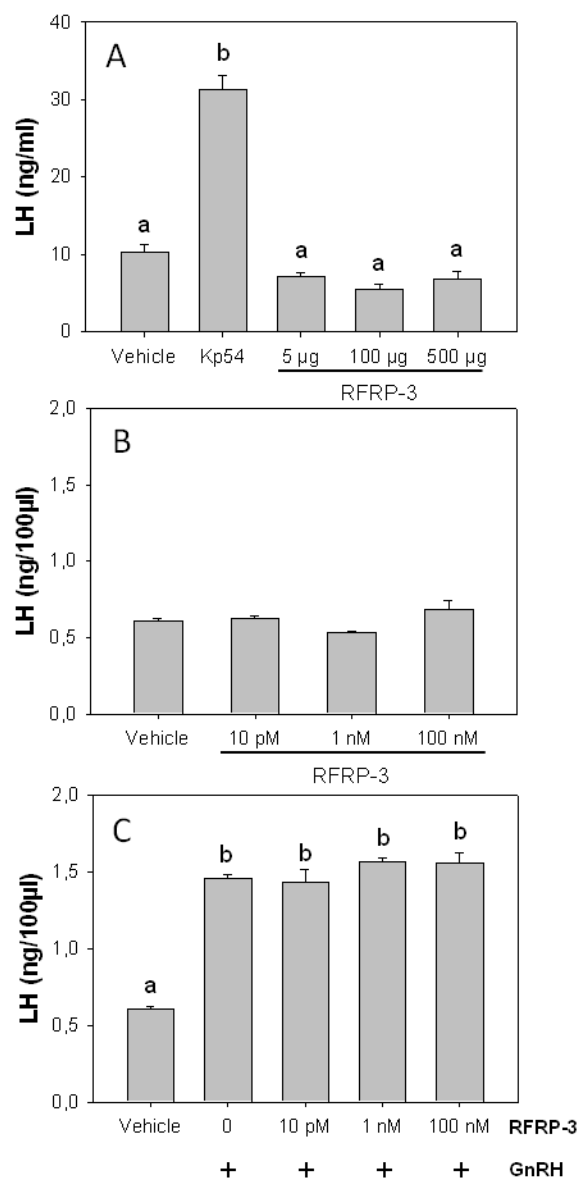 A
LH (ng/ml)
40
30
20
10
0
a
b
a
a
a
Vehicle Kp54 5 µg 100 µg 500 µg
RFRP-3
B
LH (ng/100µl)
2,0
1,5
1,0
0,5
0,0
Vehicle 10 pM 1 nM 100 nM
RFRP-3
C
LH (ng/100µl)
2,0
1,5
1,0
0,5
0,0
a
b
b
b
b
Vehicle 0 10 pM 1 nM 100 nM RFRP-3
+ + + + GnRH